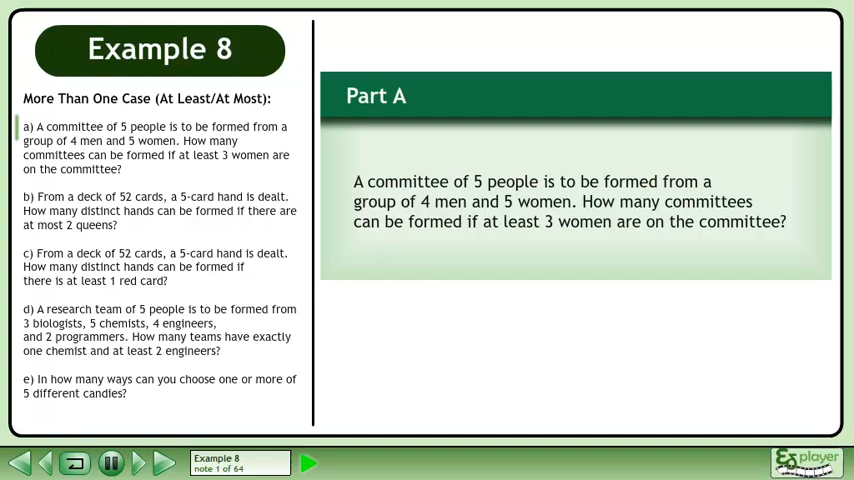 Example 8
More Than One Case (At Least/At Most):
a) A committee of 5 people is to be formed from a
group of 4 men and 5 women. How many
committees can be formed if at least 3 women are
on the committee?
b) From a deck of 52 cards, a 5-card hand is dealt.
How many distinct hands can be formed if there are
at most 2 queens?
c) From a deck of 52 cards, a 5-card hand is dealt.
How many distinct hands can be formed if
there is at least 1 red card?
d) A research team of 5 people is to be formed from
3 biologists, 5 chemists, 4 engineers,
and 2 programmers. How many teams have exactly
one chemist and at least 2 engineers?
e) In how many ways can you choose one or more of
5 different candies?
Part A
A committee of 5 people is to be formed from a
group of 4 men and 5 women. How many committees
can be formed if at least 3 women are on the committee?
Example 8
note 1 of 64
player